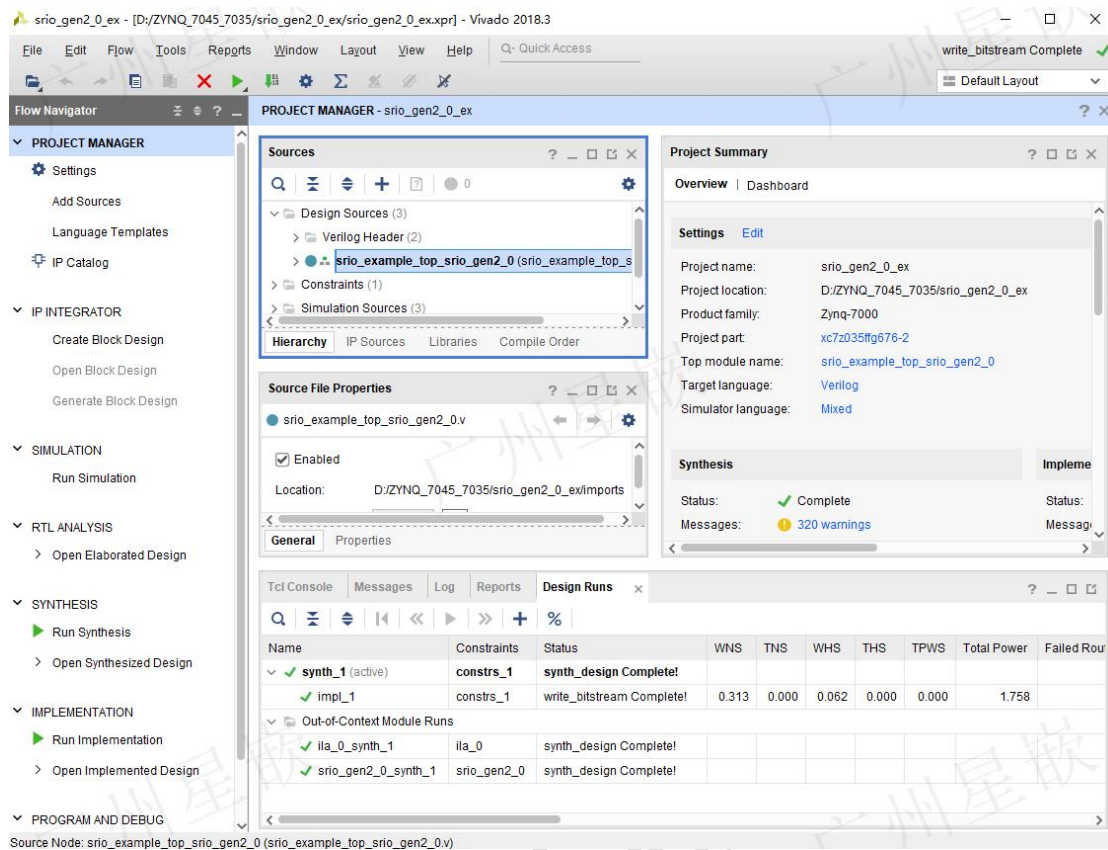 srio_gen2_0_ex - [D:/ZYNQ_7045_7035/srio_gen2_0_ex/srio_gen2_0_ex.xpr] - Vivado 2018.3
File Edit Flow Tools Reports Window Layout View Help Quick Access write_bitstream Complete
Default Layout
Flow Navigator
PROJECT MANAGER - srio_gen2_0_ex
PROJECT MANAGER
Settings
Add Sources
Language Templates
IP Catalog
IP INTEGRATOR
Create Block Design
Open Block Design
Generate Block Design
SIMULATION
Run Simulation
RTL ANALYSIS
Open Elaborated Design
SYNTHESIS
Run Synthesis
Open Synthesized Design
IMPLEMENTATION
Run Implementation
Open Implemented Design
PROGRAM AND DEBUG
Sources
0
Design Sources (3)
Verilog Header (2)
srio_example_top_srio_gen2_0 (srio_example_top_s
Constraints (1)
Simulation Sources (3)
Hierarchy IP Sources Libraries Compile Order
Source File Properties
srio_example_top_srio_gen2_0.v
Enabled
Location: D:/ZYNQ_7045_7035/srio_gen2_0_ex/imports
General Properties
Project Summary
Overview | Dashboard
Settings Edit
Project name: srio_gen2_0_ex
Project location: D:/ZYNQ_7045_7035/srio_gen2_0_ex
Product family: Zynq-7000
Project part: xc7z035ffg676-2
Top module name: srio_example_top_srio_gen2_0
Target language: Verilog
Simulator language: Mixed
Synthesis Impleme
Status: Complete Status:
Messages: 320 warnings Messag
Tcl Console Messages Log Reports Design Runs
Name Constraints Status WNS TNS WHS THS TPWS Total Power Failed Rou
synth_1 (active) constrs_1 synth_design Complete!
impl_1 constrs_1 write_bitstream Complete! 0.313 0.000 0.062 0.000 0.000 1.758
Out-of-Context Module Runs
ila_0_synth_1 ila_0 synth_design Complete!
srio_gen2_0_synth_1 srio_gen2_0 synth_design Complete!
Source Node: srio_example_top_srio_gen2_0 (srio_example_top_srio_gen2_0.v)
广州星嵌